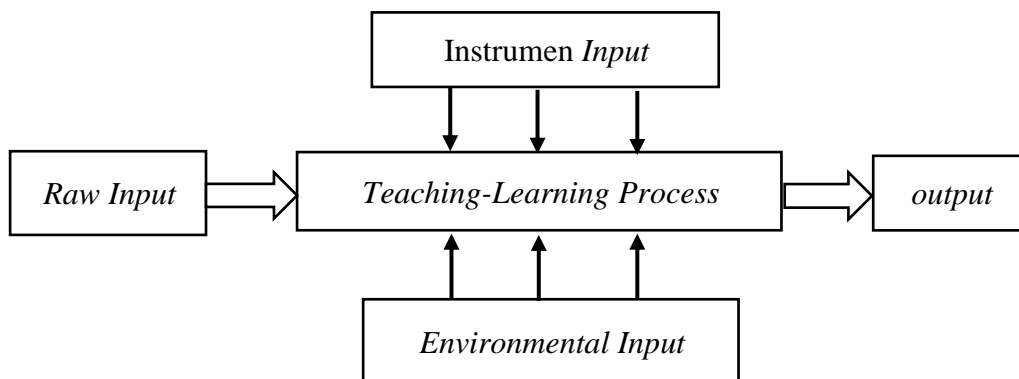 Instrumen Input
Raw Input
Teaching-Learning Process
output
Environmental Input